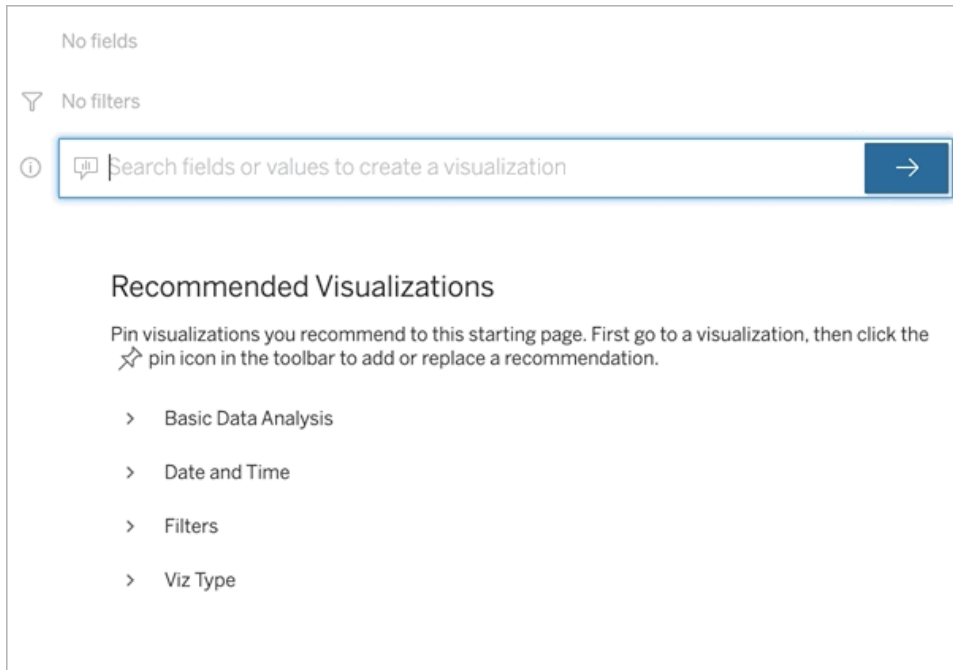 No fields
No filters
Search fields or values to create a visualization
Recommended Visualizations
Pin visualizations you recommend to this starting page. First go to a visualization, then click the
pin icon in the toolbar to add or replace a recommendation.
Basic Data Analysis
Date and Time
Filters
Viz Type